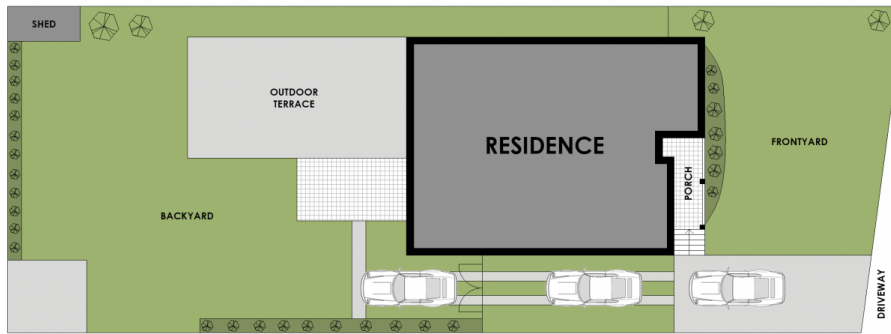 SHED
OUTDOOR
TERRACE
RESIDENCE
FRONTYARD
PORCH
BACKYARD
DRIVEWAY